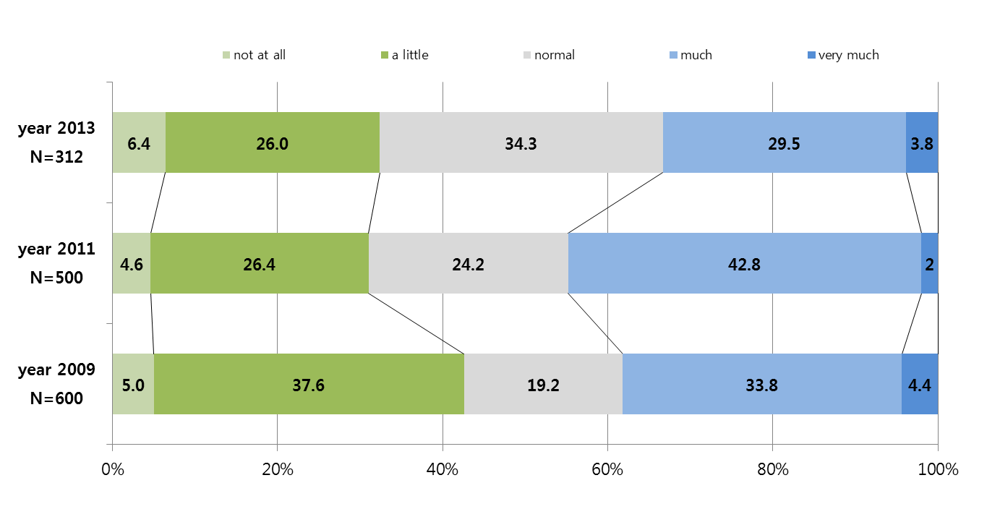 not at all a little normal much very much
year 2013
N=312
6.4 26.0 34.3 29.5 3.8
year 2011
N=500
4.6 26.4 24.2 42.8 2
year 2009
N=600
5.0 37.6 19.2 33.8 4.4
0% 20% 40% 60% 80% 100%